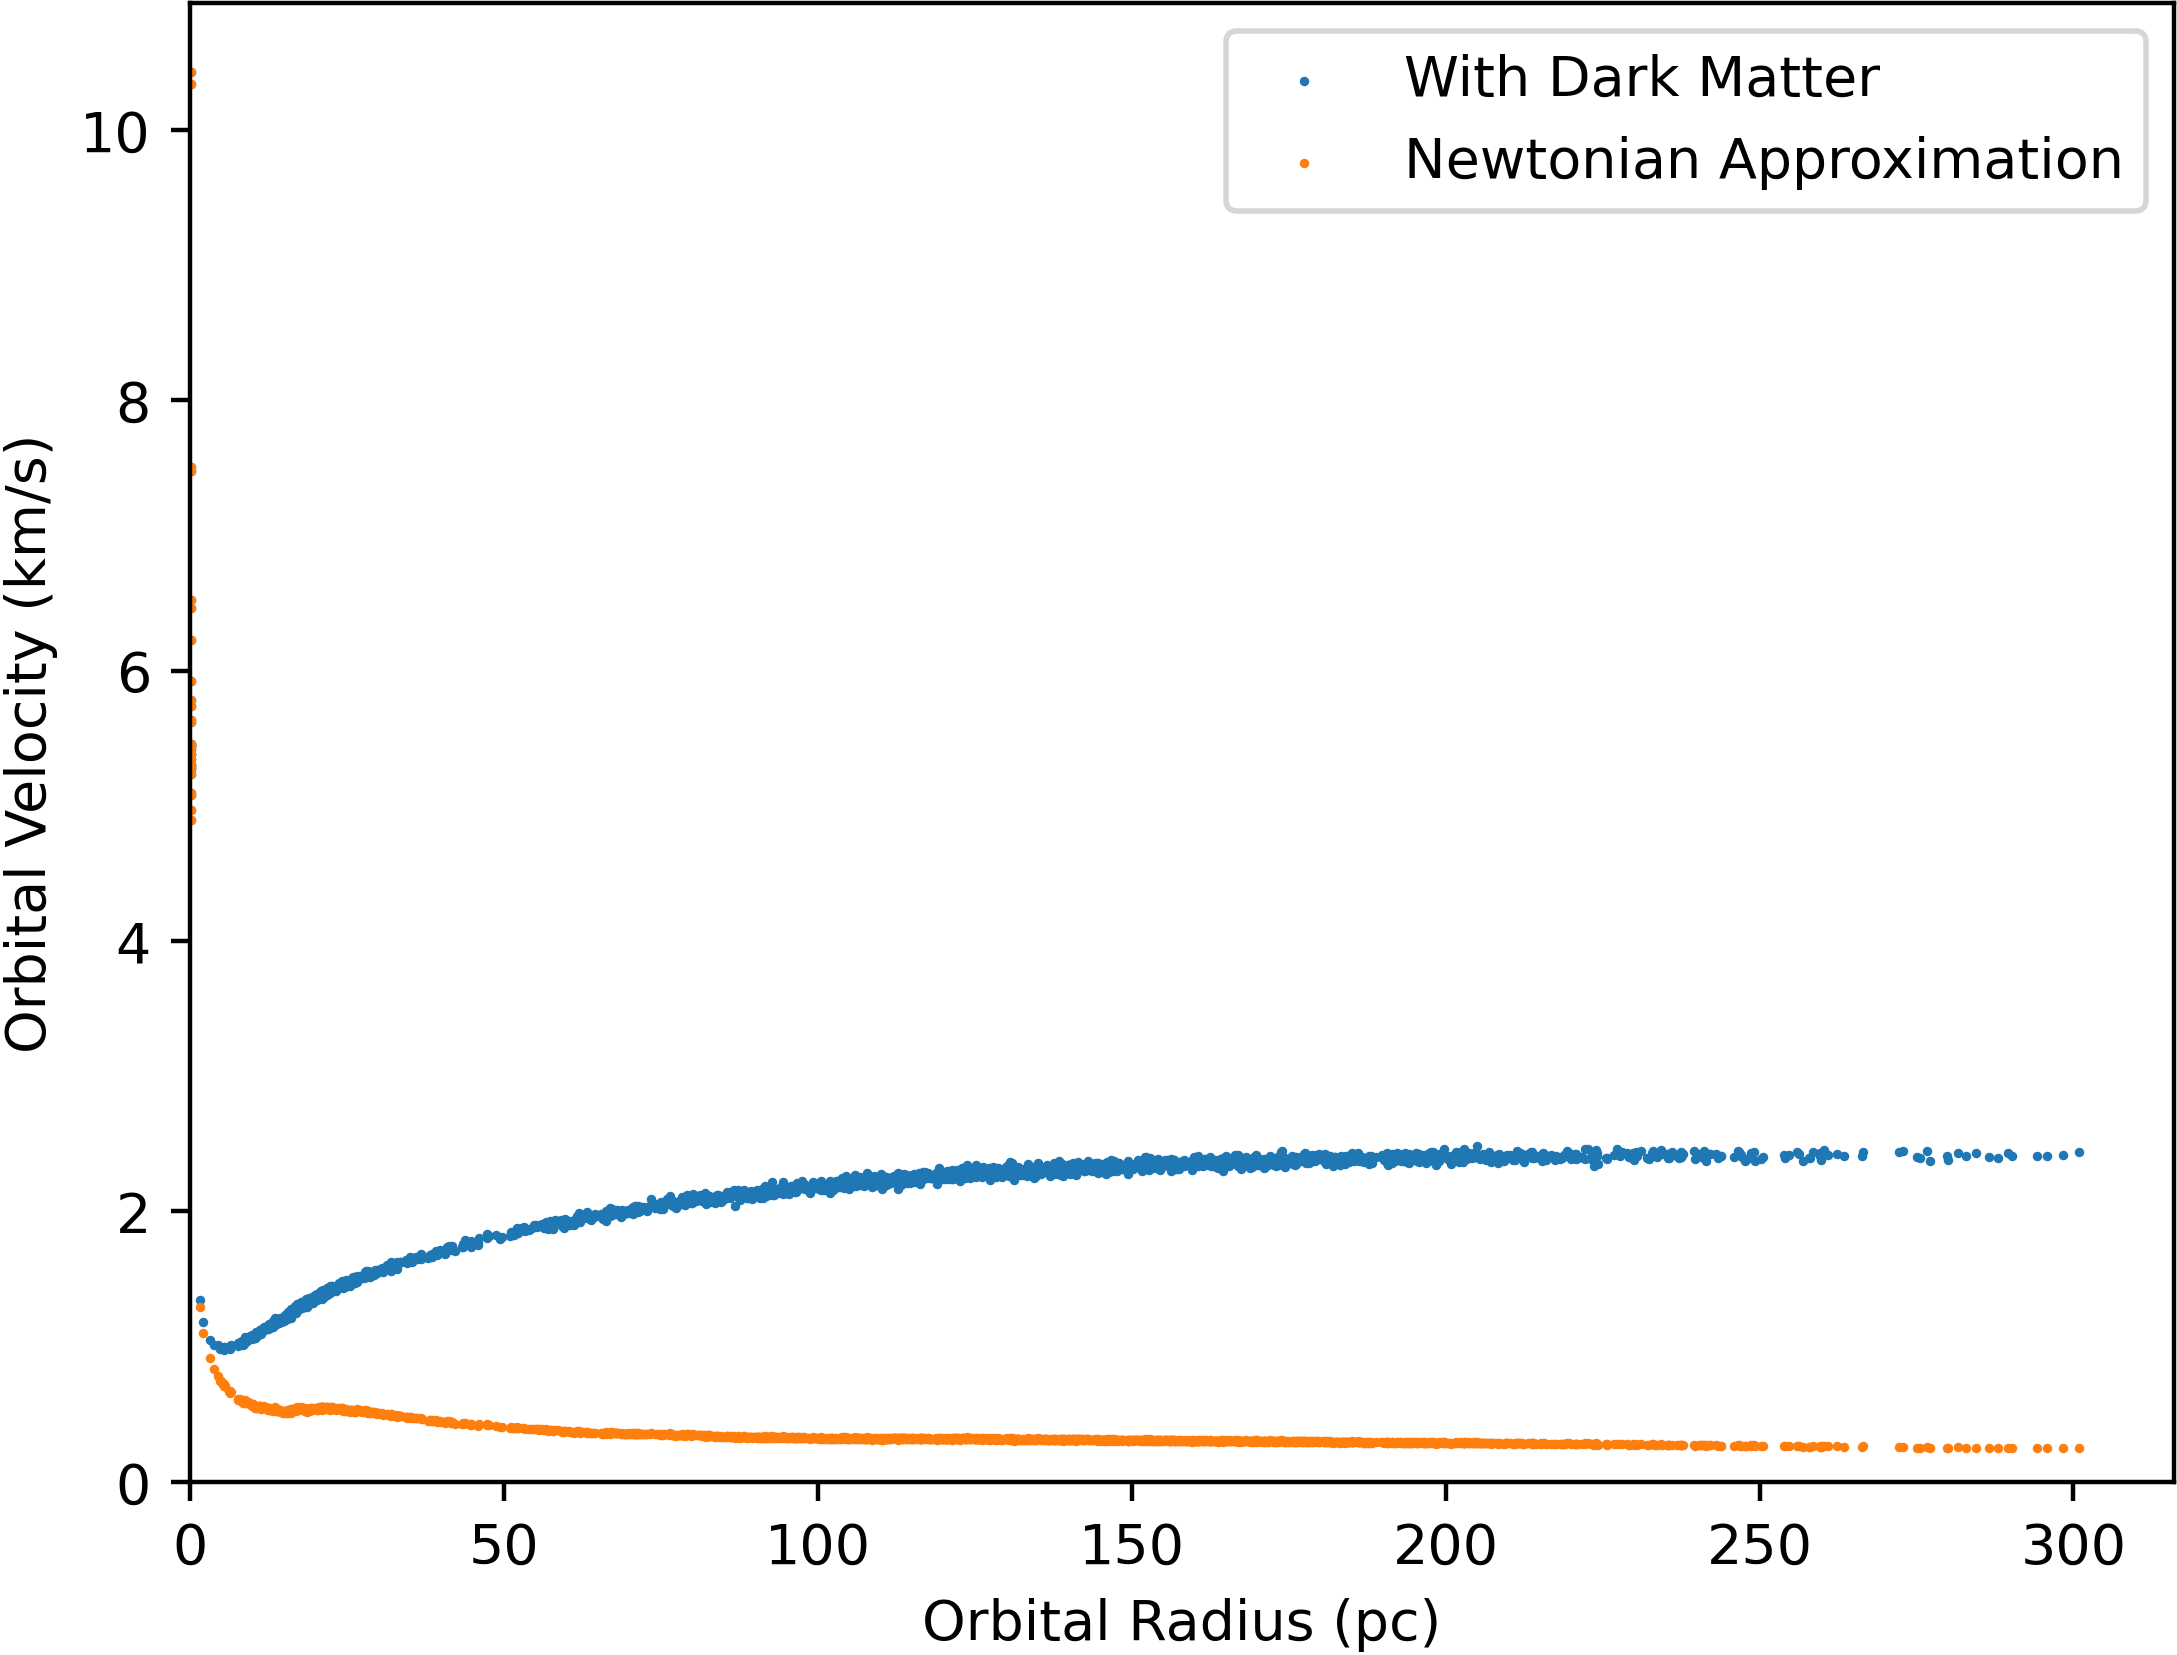 With Dark Matter
Newtonian Approximation
10
8
6
4
2
0
Orbital Velocity (km/s)
0 50 100 150 200 250 300
Orbital Radius (pc)